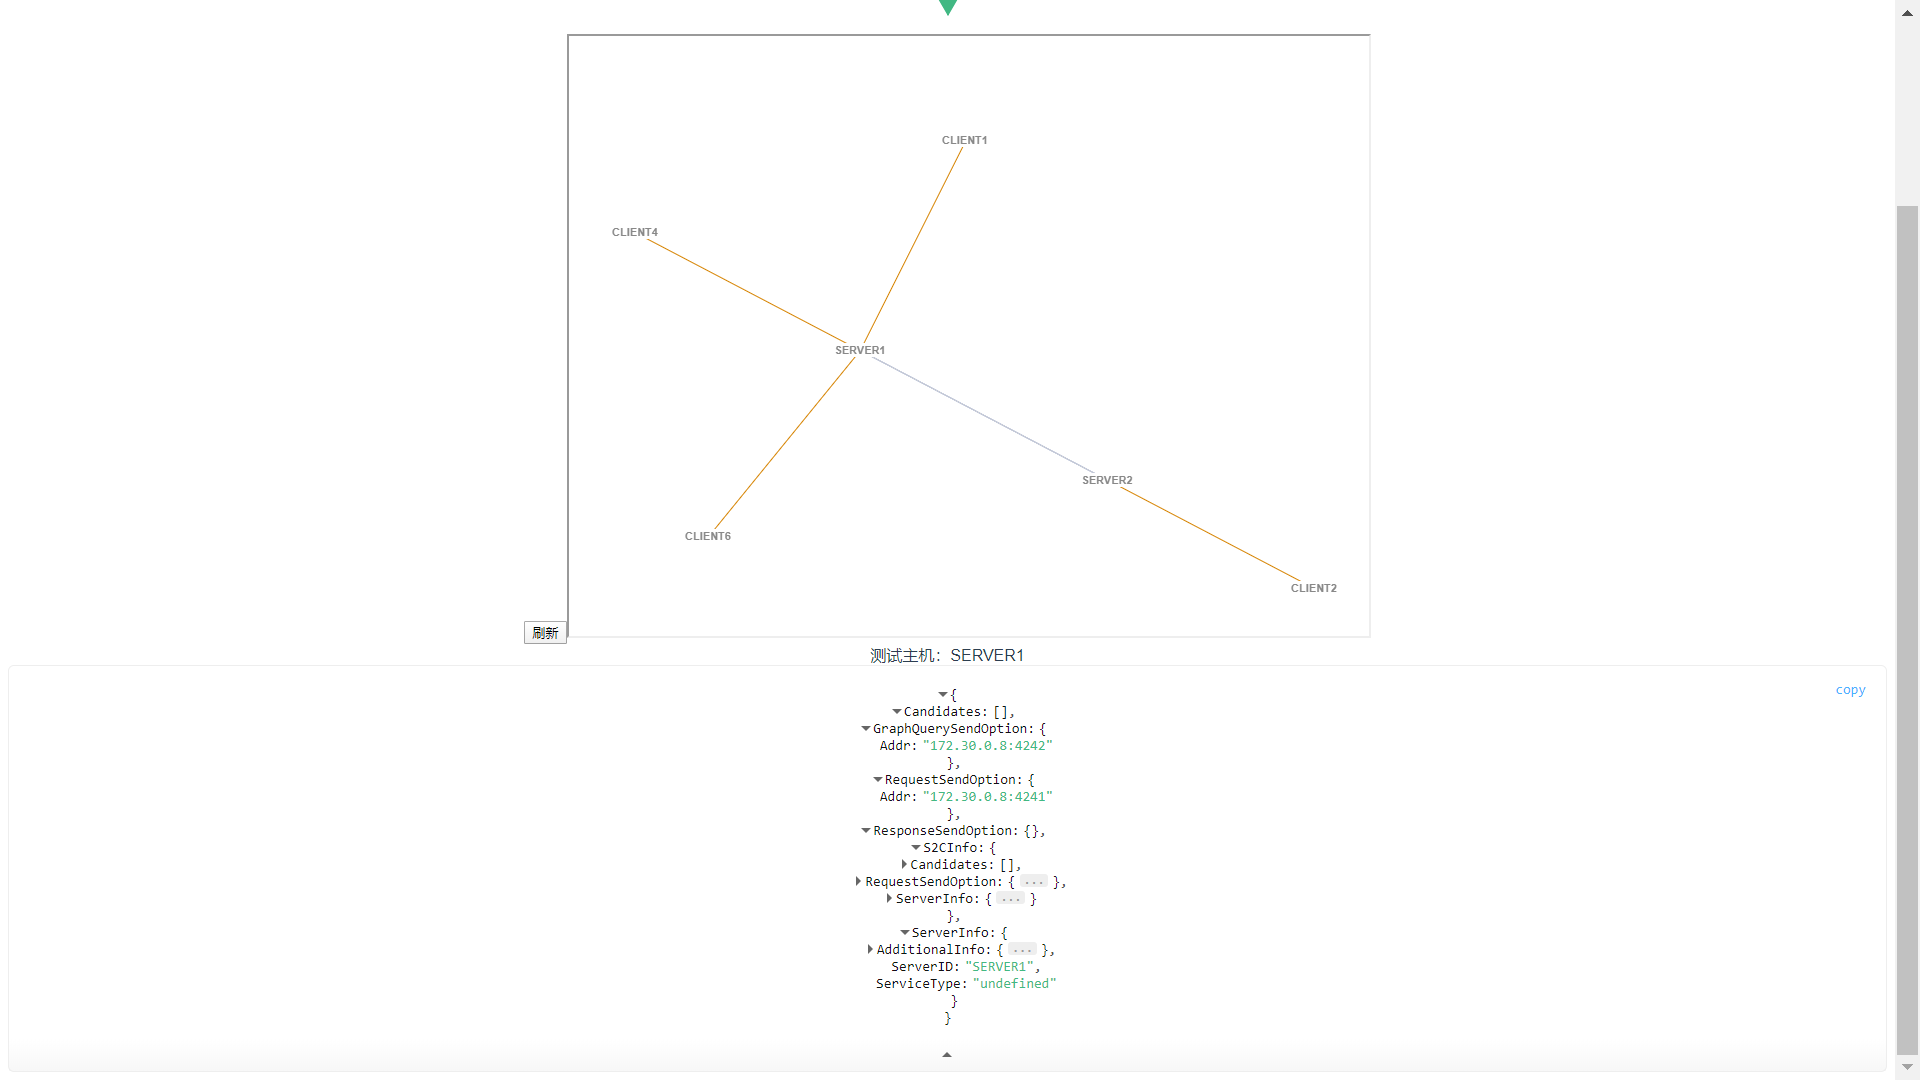 CLIENT1
CLIENT4
SERVER1
SERVER2
CLIENT6
CLIENT2
刷新
测试主机：SERVER1
copy
{
Candidates: [],
GraphQuerySendOption: {
Addr: "172.30.0.8:4242"
},
RequestSendOption: {
Addr: "172.30.0.8:4241"
},
ResponseSendOption: {},
S2CInfo: {
Candidates: [],
RequestSendOption: { ... },
ServerInfo: { ... }
},
ServerInfo: {
AdditionalInfo: { ... },
ServerID: "SERVER1",
ServiceType: "undefined"
}
}